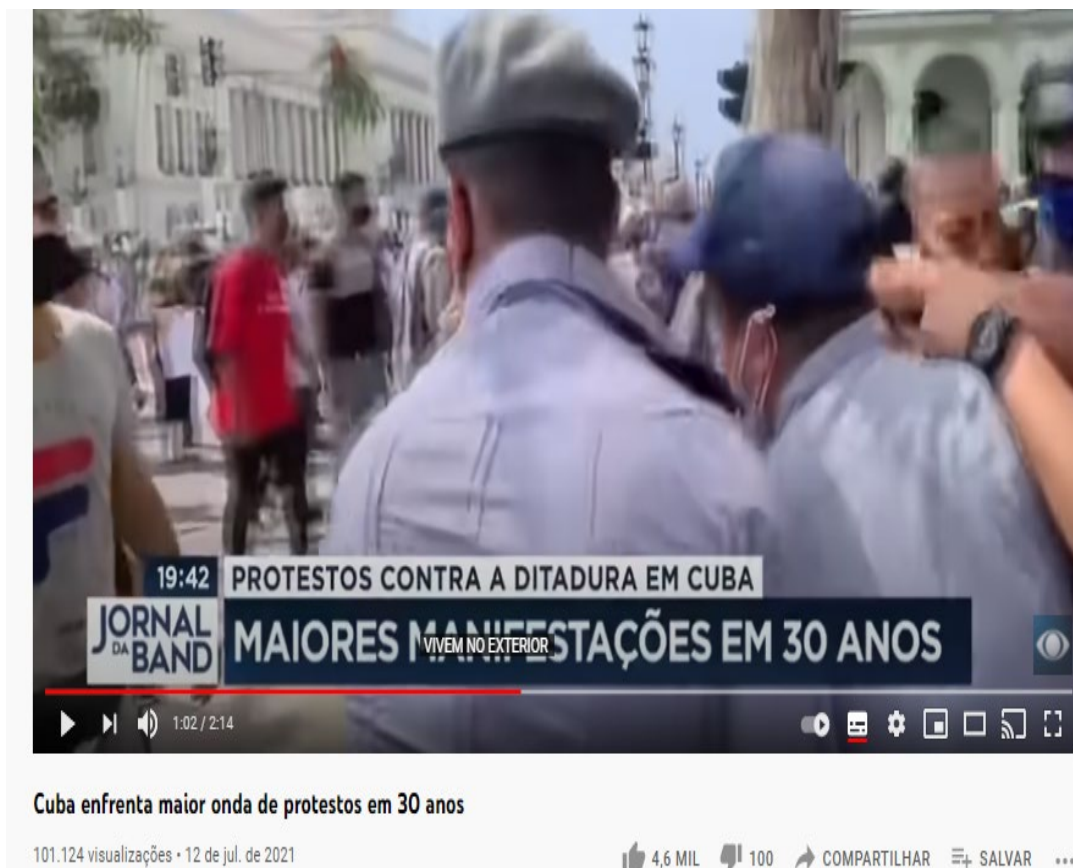 19:42 PROTESTOS CONTRA A DITADURA EM CUBA
JORNAL DA BAND
MAIORES MANIFESTAÇÕES EM 30 ANOS
VIVEM NO EXTERIOR
1:02 / 2:14
Cuba enfrenta maior onda de protestos em 30 anos
101.124 visualizações • 12 de jul. de 2021
4,6 MIL 100 COMPARTILHAR SALVAR